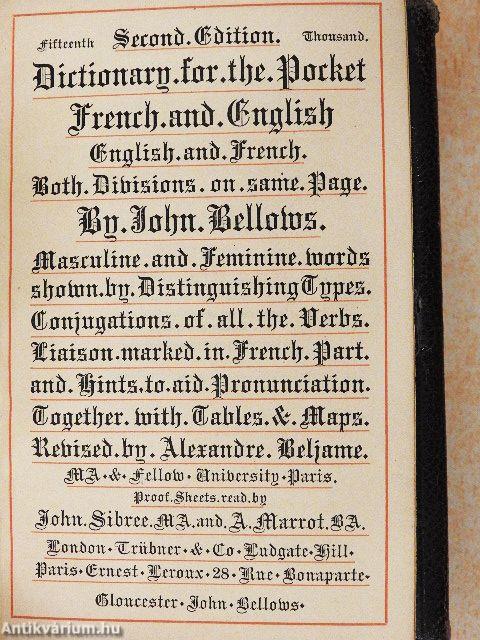 Fifteenth Second. Edition. Thousand.
Dictionary.for.the.Pocket
French.and.English
English.and.French.
Both.Divisions.on.same.Page.
By.John.Bellows.
Masculine.and.Feminine.words
shown.by.Distinguishing Types.
Conjugations.of.all.the.Verbs.
Liaison.marked.in.French.Part.
and.Hints.to.aid.Pronunciation.
Together.with.Tables.&.Maps.
Revised.by.Alexandre.Beljame.
MA·&·Fellow·University·Paris.
Proof.Sheets.read.by
John.Sibree.MA.and.A.Marrot.BA.
London·Trübner·&·Co·Ludgate·Hill·
Paris·Ernest·Leroux·28·Rue·Bonaparte·
Gloucester·John·Bellows·
Antikvárium.hu